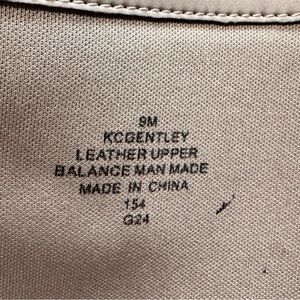 9M
KCGENTLEY
LEATHER UPPER
BALANCE MAN MADE
MADE IN CHINA
154
G24